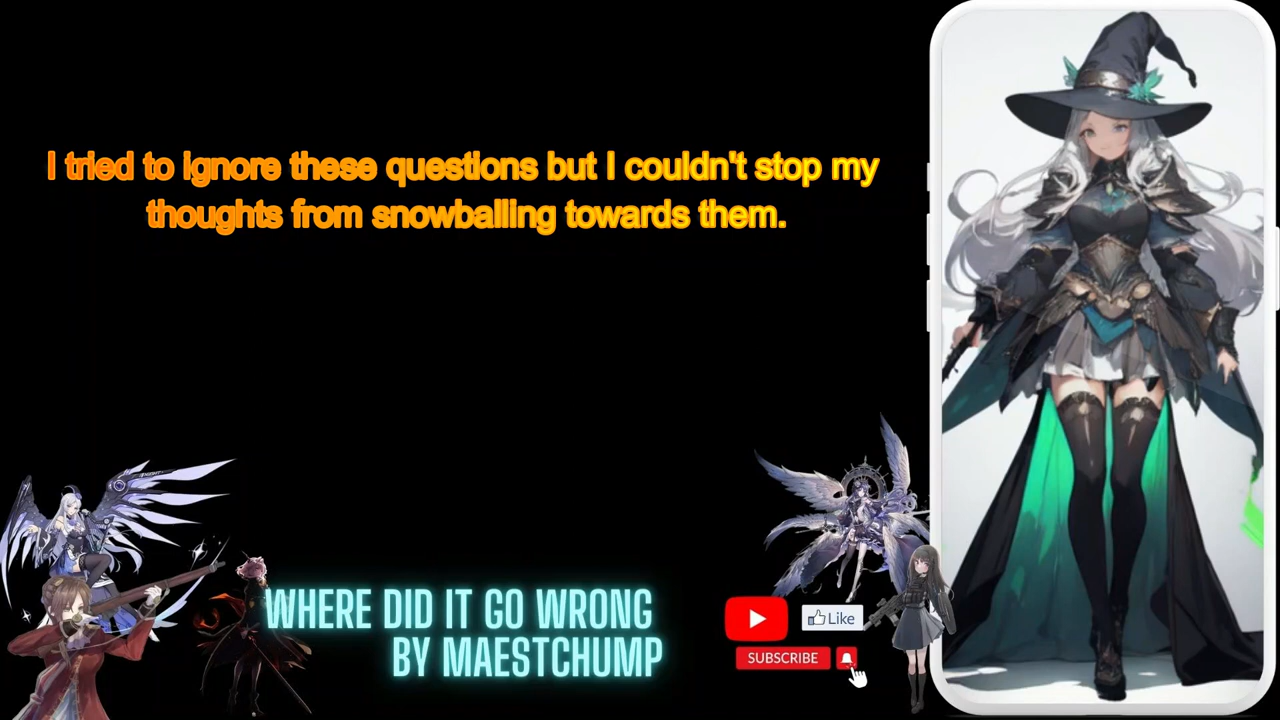 I tried to ignore these questions but I couldn't stop my
thoughts from snowballing towards them.
WHERE DID IT GO WRONG
BY MAESTCHUMP
Like
SUBSCRIBE